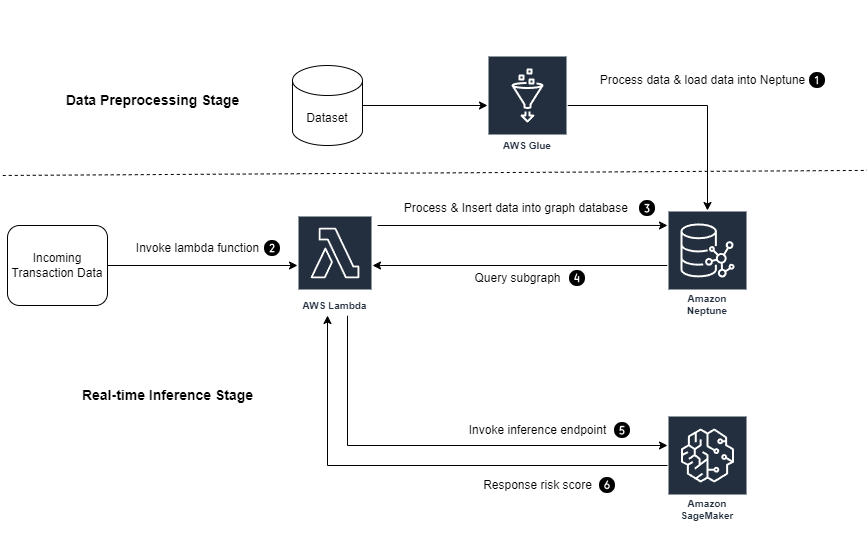 Process data & load data into Neptune 1
Data Preprocessing Stage
Dataset
AWS Glue
Process & Insert data into graph database 3
Invoke lambda function 2
Incoming
Transaction Data
Query subgraph 4
AWS Lambda
Amazon
Neptune
Real-time Inference Stage
Invoke inference endpoint 5
Response risk score 6
Amazon
SageMaker